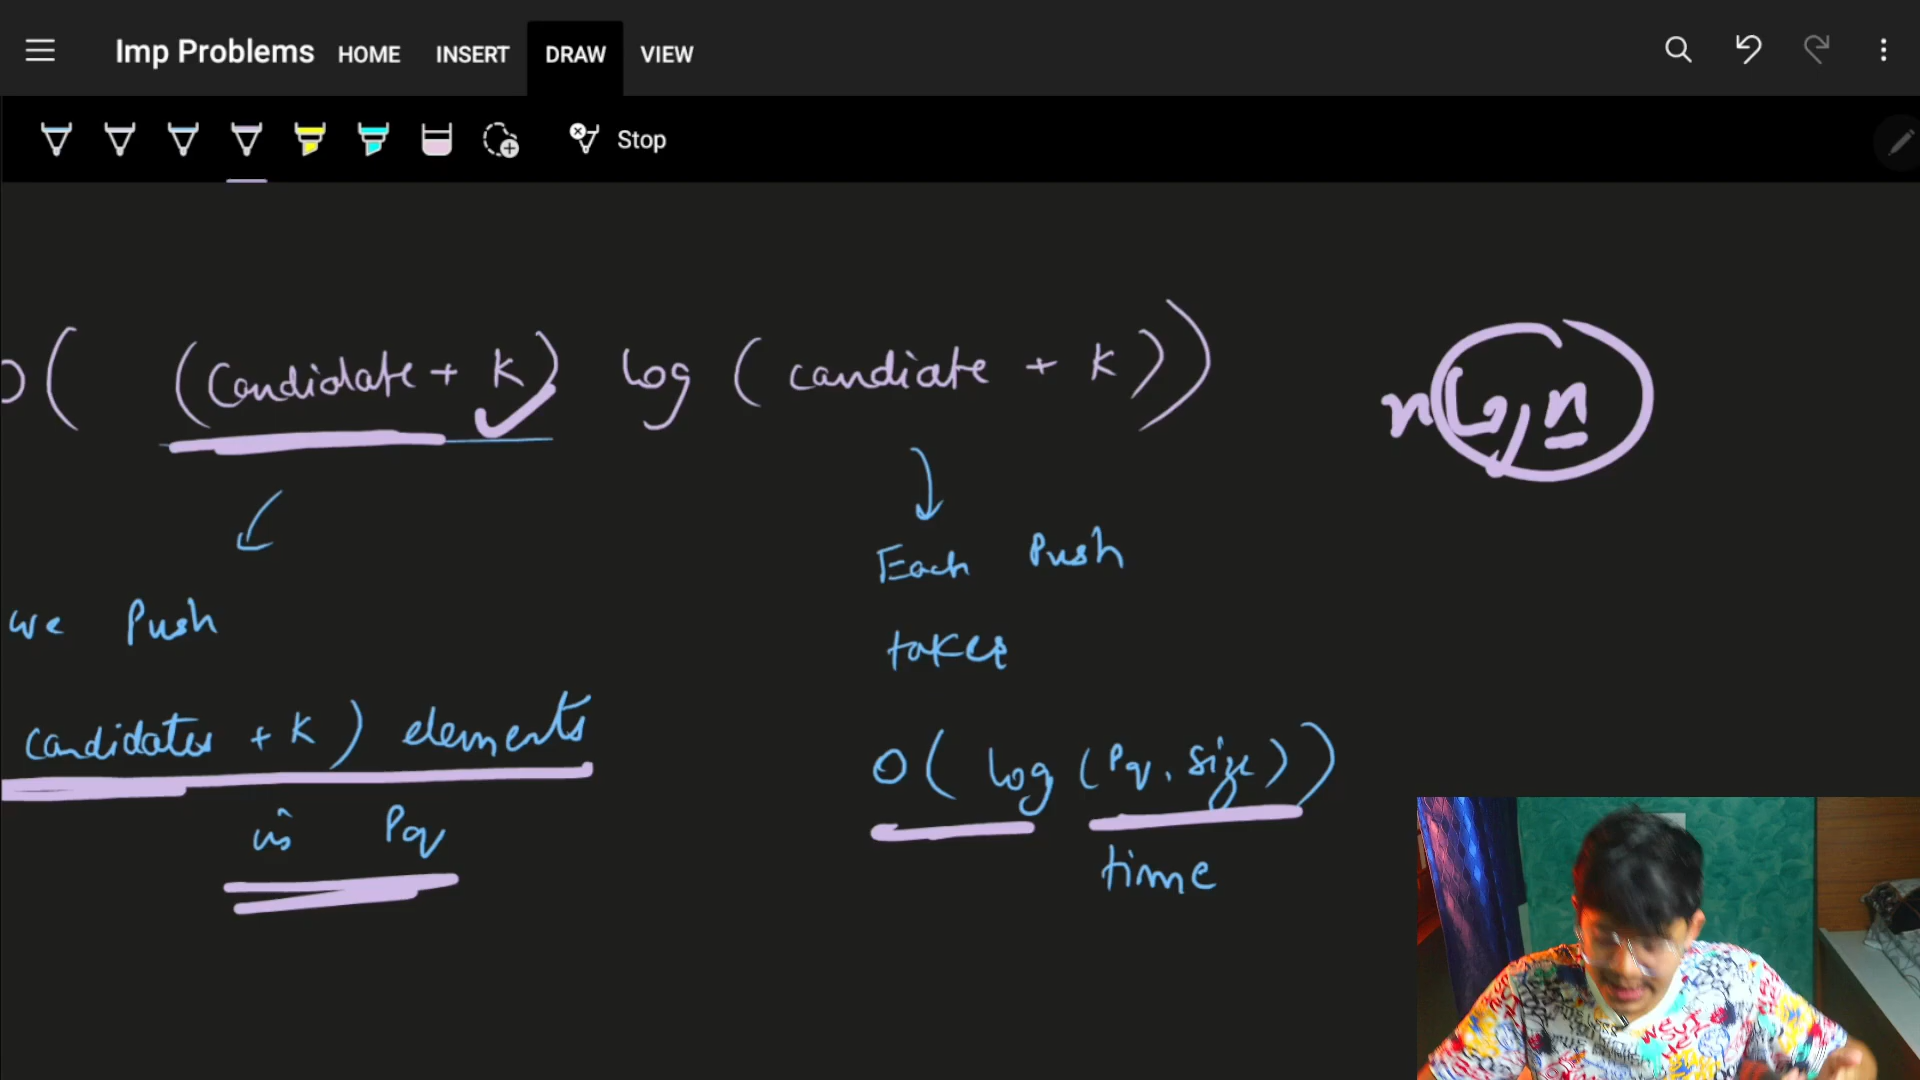 Imp Problems HOME INSERT DRAW VIEW
Stop
O( (Candidate + K) log (candiate + K))
n log n
we Push
candidates + K) elements
in Pq
Each Push
takes
O( log (Pq. size))
time